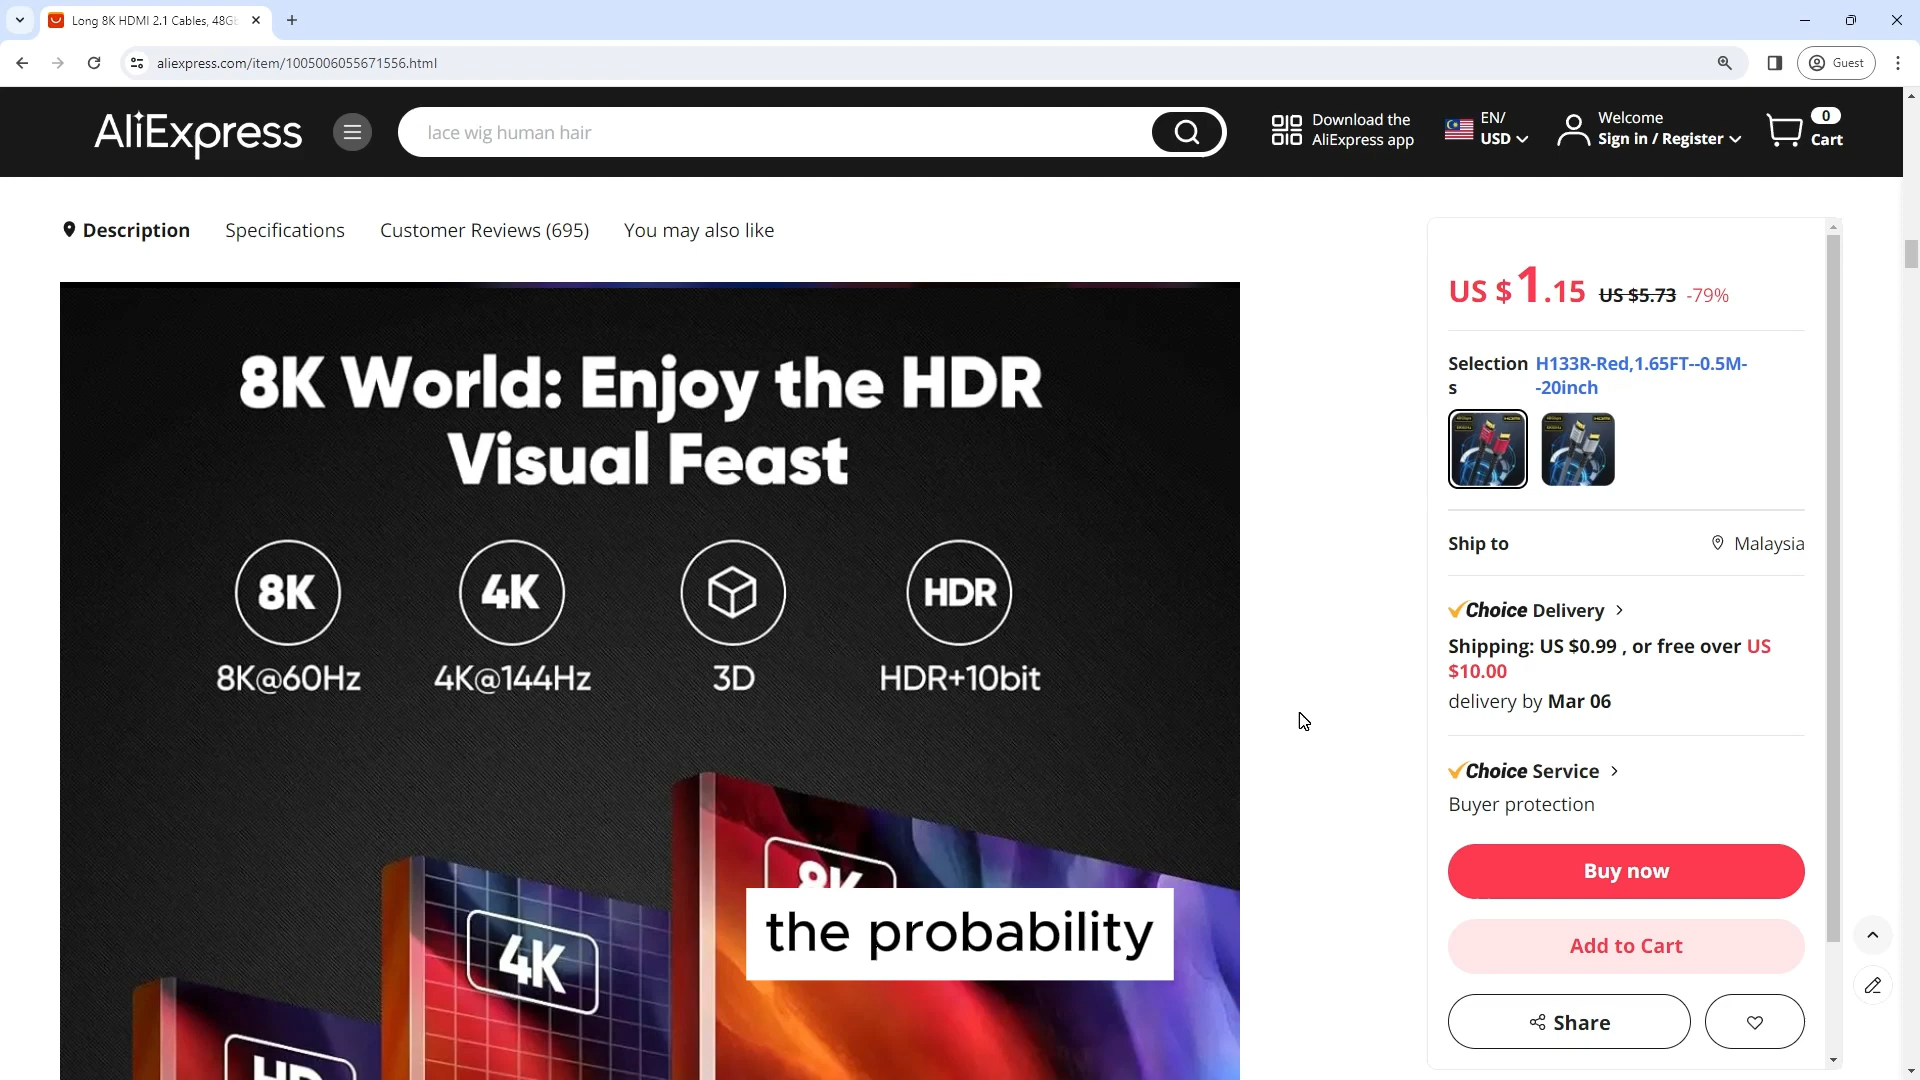 Long 8K HDMI 2.1 Cables, 48Gb
aliexpress.com/item/1005006055671556.html
Guest
AliExpress
lace wig human hair
Download the
AliExpress app
EN/
USD
Welcome
Sign in / Register
0
Cart
Description
Specifications
Customer Reviews (695)
You may also like
8K World: Enjoy the HDR
Visual Feast
8K
4K
HDR
8K@60Hz
4K@144Hz
3D
HDR+10bit
8K
4K
HD
the probability
US $1.15 US $5.73 -79%
Selection
s
H133R-Red,1.65FT--0.5M-
-20inch
Ship to
Malaysia
Choice Delivery
Shipping: US $0.99 , or free over US
$10.00
delivery by Mar 06
Choice Service
Buyer protection
Buy now
Add to Cart
Share